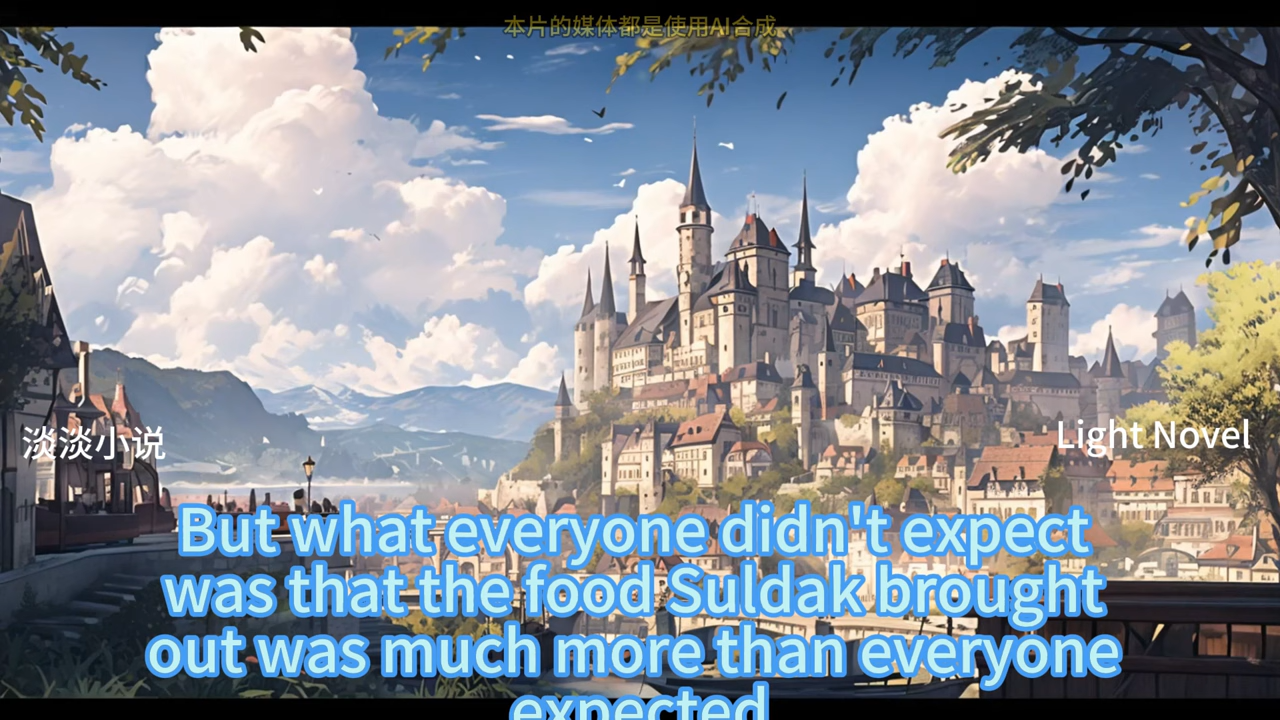 本片的媒体都是使用AI合成
淡淡小说
Light Novel
But what everyone didn't expect
was that the food Suldak brought
out was much more than everyone
expected